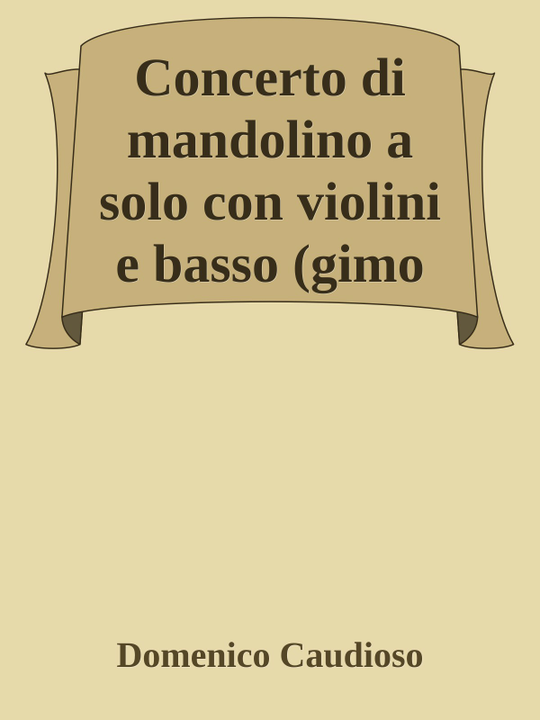 Concerto di
mandolino a
solo con violini
e basso (gimo
Domenico Caudioso